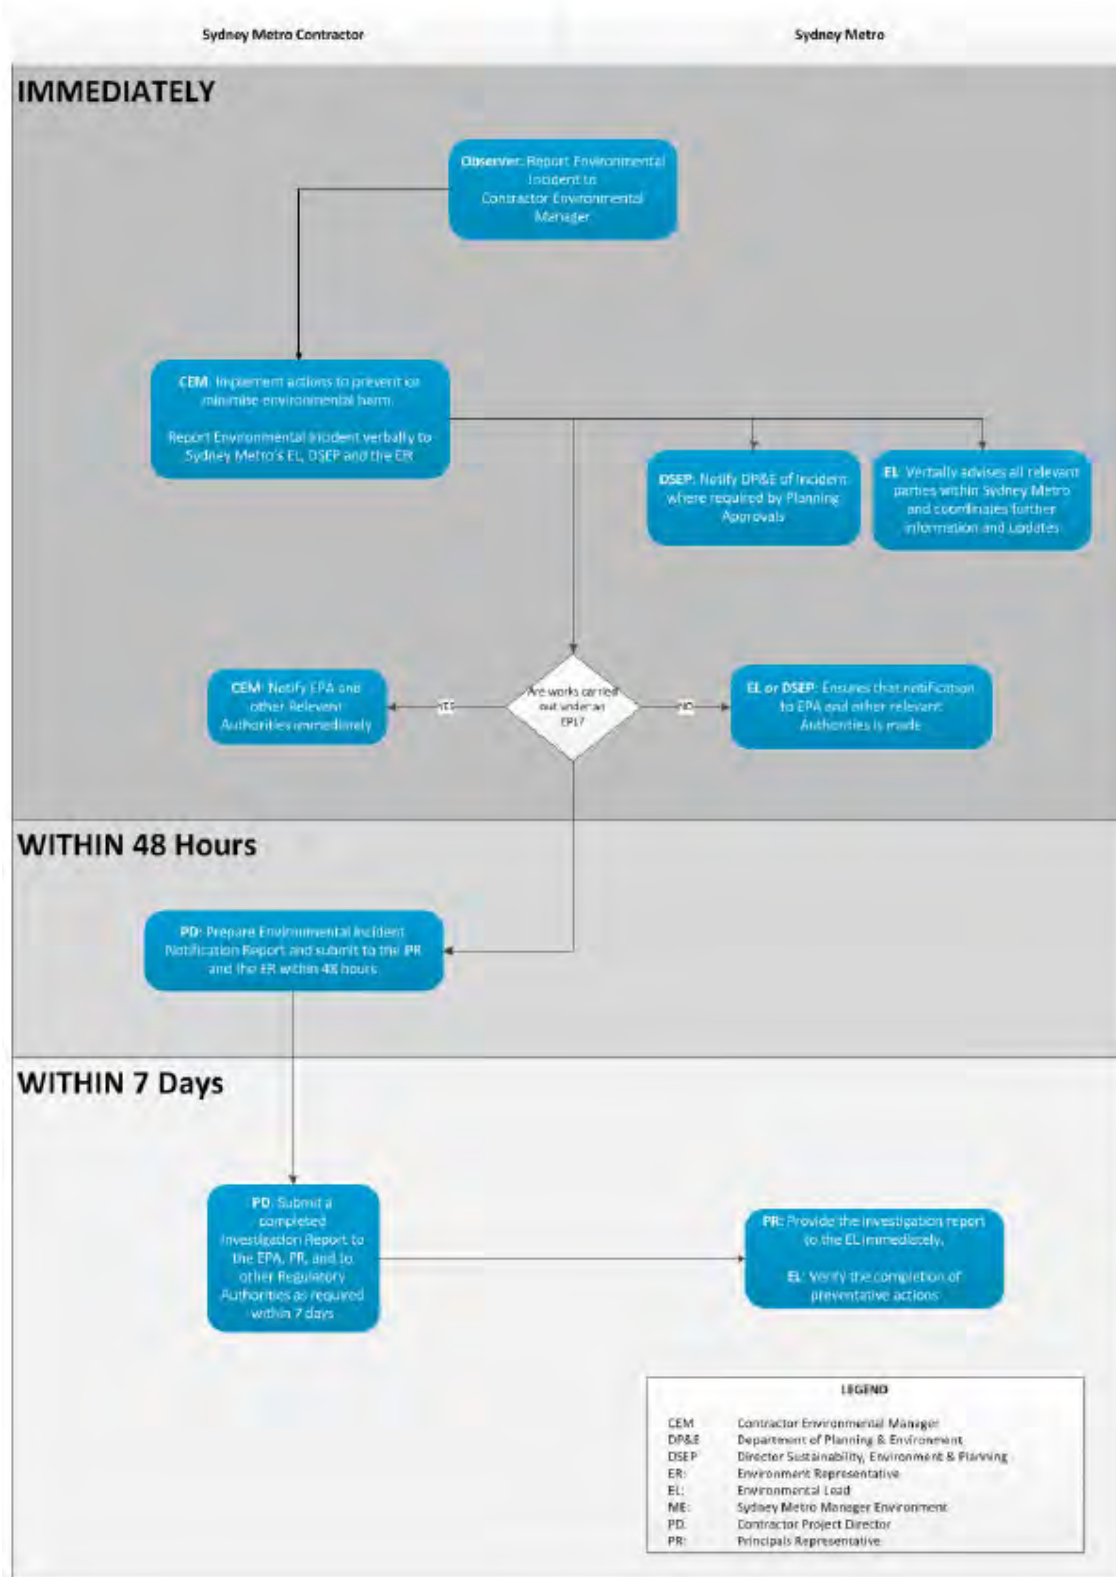 Sydney Metro Contractor
Sydney Metro
IMMEDIATELY
Observer: Report Environmental
Incident to
Contractor Environmental
Manager
CEM: Implement actions to prevent or
minimise environmental harm.
Report Environmental Incident verbally to
Sydney Metro's EL, DSEP and the ER
DSEP: Notify DP&E of Incident
where required by Planning
Approvals
EL: Verbally advises all relevant
parties within Sydney Metro
and coordinates further
information and updates
CEM: Notify EPA and
other Relevant
Authorities immediately
YES
Are works carried
out under an
EPL?
NO
EL or DSEP: Ensures that notification
to EPA and other relevant
Authorities is made
WITHIN 48 Hours
PD: Prepare Environmental Incident
Notification Report and submit to the PR
and the ER within 48 hours
WITHIN 7 Days
PD: Submit a
completed
Investigation Report to
the EPA, PR, and to
other Regulatory
Authorities as required
within 7 days
PR: Provide the investigation report
to the EL immediately.
EL: Verify the completion of
preventative actions
LEGEND
CEM Contractor Environmental Manager
DP&E Department of Planning & Environment
DSEP Director Sustainability, Environment & Planning
ER: Environment Representative
EL: Environmental Lead
ME: Sydney Metro Manager Environment
PD: Contractor Project Director
PR: Principals Representative